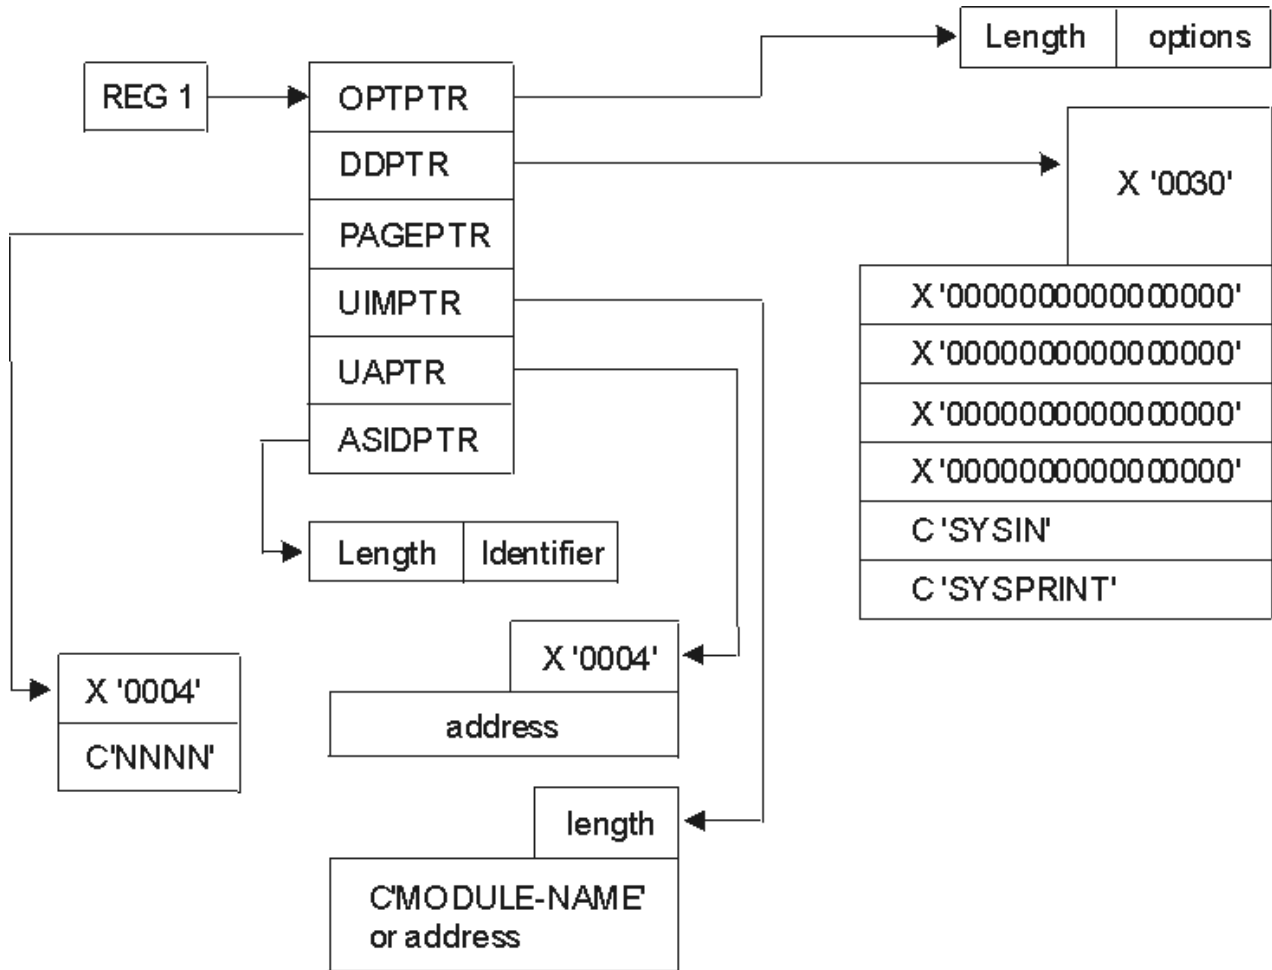 Length options
REG 1
OPTPTR
DDPTR
PAGEPTR
UIMPTR
UAPTR
ASIDPTR
X '0030'
X '0000000000000000'
X '0000000000000000'
X '0000000000000000'
X '0000000000000000'
C 'SYSIN'
C 'SYSPRINT'
Length Identifier
X '0004'
address
X '0004'
C'NNNN'
length
C'MODULE-NAME'
or address